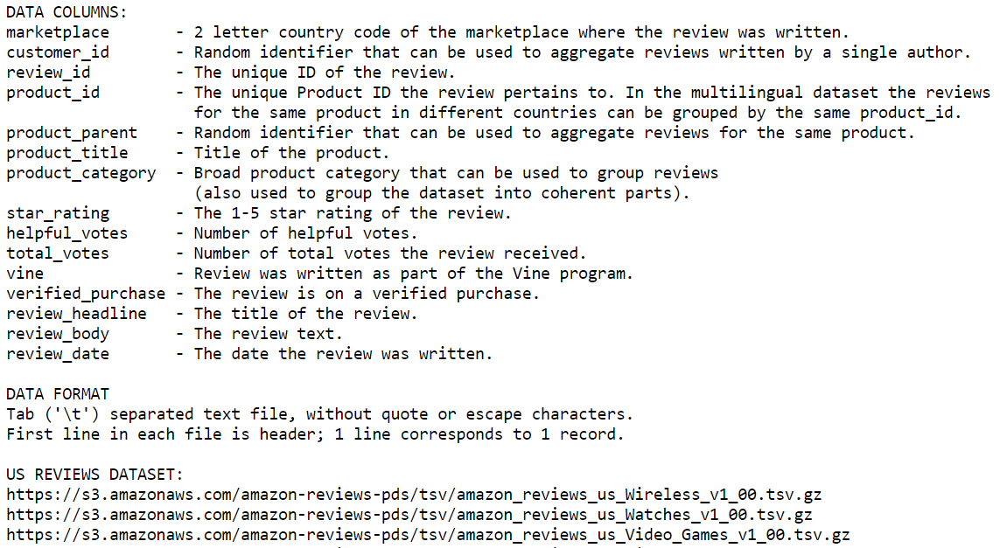 DATA COLUMNS:
marketplace       - 2 letter country code of the marketplace where the review was written.
customer_id       - Random identifier that can be used to aggregate reviews written by a single author.
review_id         - The unique ID of the review.
product_id        - The unique Product ID the review pertains to. In the multilingual dataset the reviews
                    for the same product in different countries can be grouped by the same product_id.
product_parent    - Random identifier that can be used to aggregate reviews for the same product.
product_title     - Title of the product.
product_category  - Broad product category that can be used to group reviews
                    (also used to group the dataset into coherent parts).
star_rating       - The 1-5 star rating of the review.
helpful_votes     - Number of helpful votes.
total_votes       - Number of total votes the review received.
vine              - Review was written as part of the Vine program.
verified_purchase - The review is on a verified purchase.
review_headline   - The title of the review.
review_body       - The review text.
review_date       - The date the review was written.

DATA FORMAT
Tab ('\t') separated text file, without quote or escape characters.
First line in each file is header; 1 line corresponds to 1 record.

US REVIEWS DATASET:
https://s3.amazonaws.com/amazon-reviews-pds/tsv/amazon_reviews_us_Wireless_v1_00.tsv.gz
https://s3.amazonaws.com/amazon-reviews-pds/tsv/amazon_reviews_us_Watches_v1_00.tsv.gz
https://s3.amazonaws.com/amazon-reviews-pds/tsv/amazon_reviews_us_Video_Games_v1_00.tsv.gz